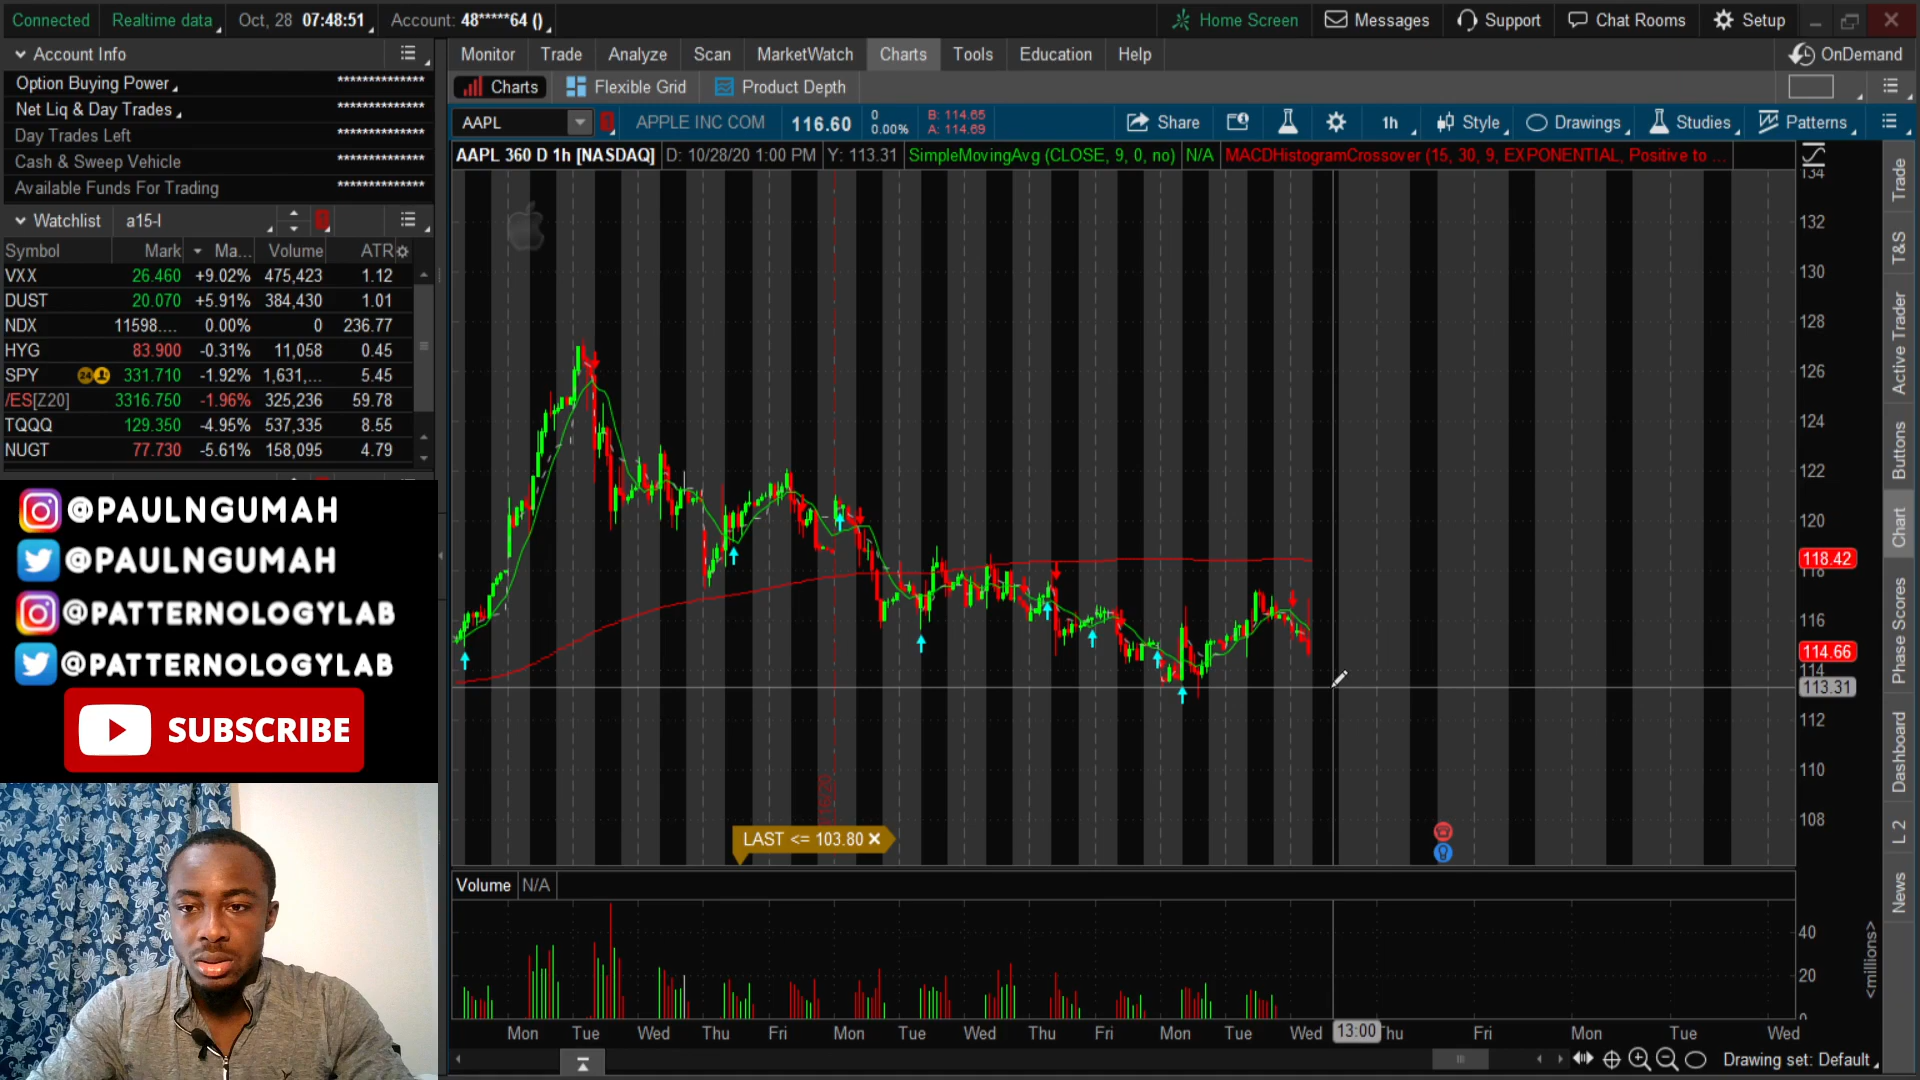 Connected Realtime data Oct, 28 07:48:51 Account: 48*****64 () Home Screen Messages Support Chat Rooms Setup
Account Info
Option Buying Power **************
Net Liq & Day Trades **************
Day Trades Left **************
Cash & Sweep Vehicle **************
Available Funds For Trading **************
Watchlist a15-l
Symbol Mark Ma... Volume ATR
VXX 26.460 +9.02% 475,423 1.12
DUST 20.070 +5.91% 384,430 1.01
NDX 11598.... 0.00% 0 236.77
HYG 83.900 -0.31% 11,058 0.45
SPY 331.710 -1.92% 1,631,... 5.45
/ES[Z20] 3316.750 -1.96% 325,236 59.78
TQQQ 129.350 -4.95% 537,335 8.55
NUGT 77.730 -5.61% 158,095 4.79
@PAULNGUMAH
@PAULNGUMAH
@PATTERNOLOGYLAB
@PATTERNOLOGYLAB
SUBSCRIBE
Monitor Trade Analyze Scan MarketWatch Charts Tools Education Help OnDemand
Charts Flexible Grid Product Depth
AAPL APPLE INC COM 116.60 0 0.00% B: 114.65 A: 114.69 Share 1h Style Drawings Studies Patterns
AAPL 360 D 1h [NASDAQ] D: 10/28/20 1:00 PM Y: 113.31 SimpleMovingAvg (CLOSE, 9, 0, no) N/A MACDHistogramCrossover (15, 30, 9, EXPONENTIAL, Positive to ...
134
132
130
128
126
124
122
120
118.42
118
116
114.66
114
113.31
112
110
108
LAST <= 103.80
Volume N/A
40
20
0
<millions>
Mon Tue Wed Thu Fri Mon Tue Wed Thu Fri Mon Tue Wed 13:00 Thu Fri Mon Tue Wed
Drawing set: Default
Trade
T&S
Active Trader
Buttons
Chart
Phase Scores
Dashboard
L 2
News